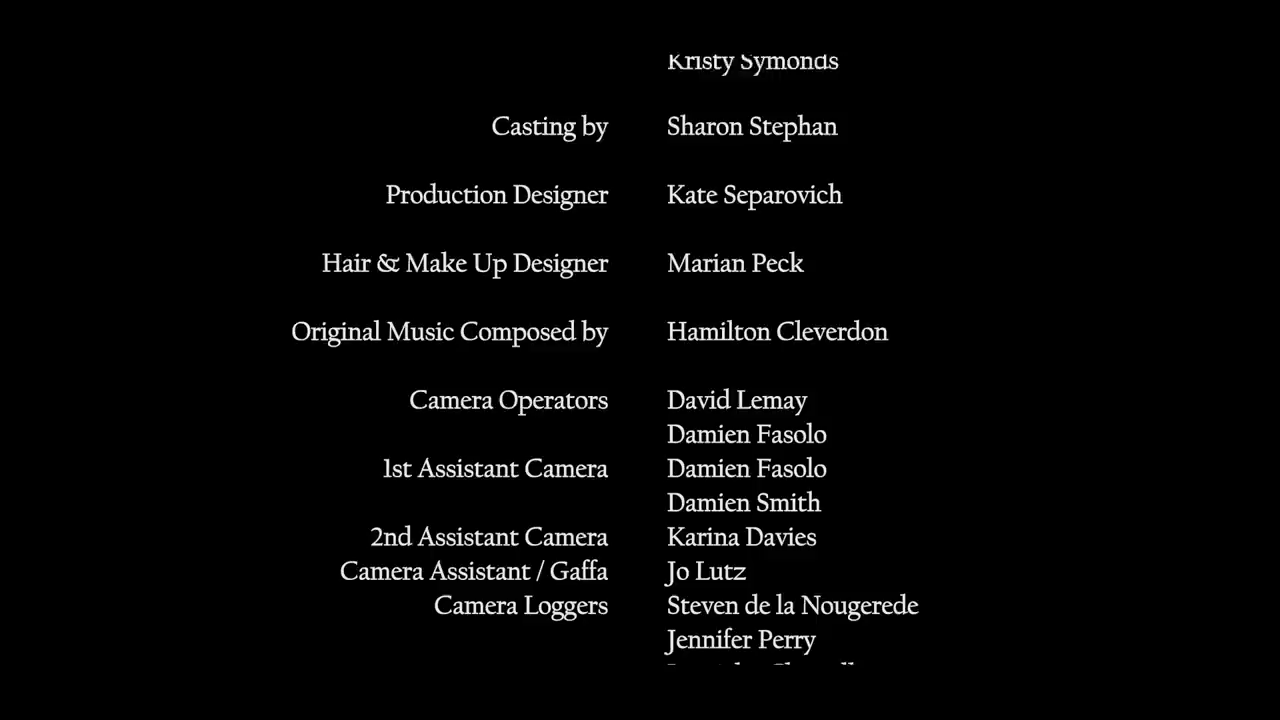 Kristy Symonds
Casting by Sharon Stephan
Production Designer Kate Separovich
Hair & Make Up Designer Marian Peck
Original Music Composed by Hamilton Cleverdon
Camera Operators David Lemay
Damien Fasolo
1st Assistant Camera Damien Fasolo
Damien Smith
2nd Assistant Camera Karina Davies
Camera Assistant / Gaffa Jo Lutz
Camera Loggers Steven de la Nougerede
Jennifer Perry